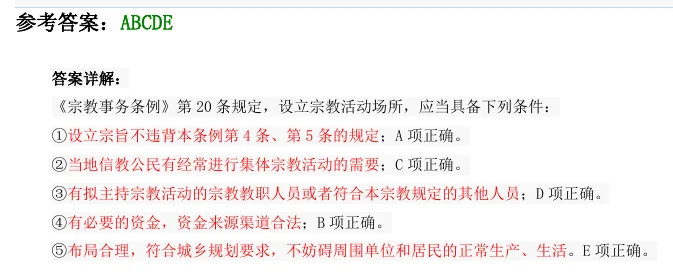 参考答案：ABCDE
答案详解：
《宗教事务条例》第 20 条规定，设立宗教活动场所，应当具备下列条件：
①设立宗旨不违背本条例第 4 条、第 5 条的规定；A 项正确。
②当地信教公民有经常进行集体宗教活动的需要；C 项正确。
③有拟主持宗教活动的宗教教职人员或者符合本宗教规定的其他人员；D 项正确。
④有必要的资金，资金来源渠道合法；B 项正确。
⑤布局合理，符合城乡规划要求，不妨碍周围单位和居民的正常生产、生活。E 项正确。